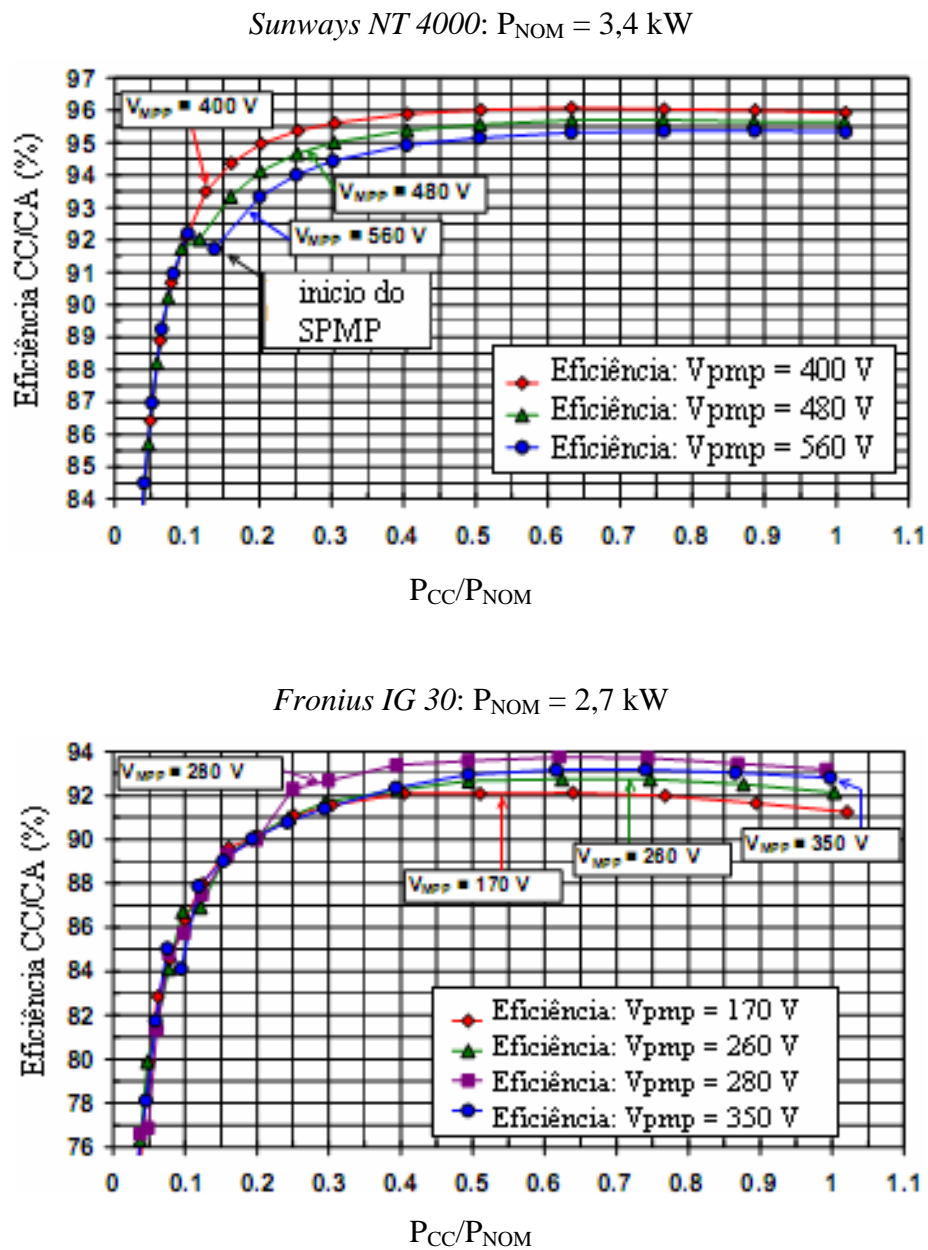 Sunways NT 4000: PNOM = 3,4 kW
97
96
95
94
93
92
91
90
89
88
87
86
85
84
Eficiência CC/CA (%)
VMPP = 400 V
VMPP = 480 V
VMPP = 560 V
inicio do
SPMP
Eficiência: Vpmp = 400 V
Eficiência: Vpmp = 480 V
Eficiência: Vpmp = 560 V
0 0.1 0.2 0.3 0.4 0.5 0.6 0.7 0.8 0.9 1 1.1
PCC/PNOM
Fronius IG 30: PNOM = 2,7 kW
94
92
90
88
86
84
82
80
78
76
Eficiência CC/CA (%)
VMPP = 280 V
VMPP = 350 V
VMPP = 260 V
VMPP = 170 V
Eficiência: Vpmp = 170 V
Eficiência: Vpmp = 260 V
Eficiência: Vpmp = 280 V
Eficiência: Vpmp = 350 V
0 0.1 0.2 0.3 0.4 0.5 0.6 0.7 0.8 0.9 1 1.1
PCC/PNOM